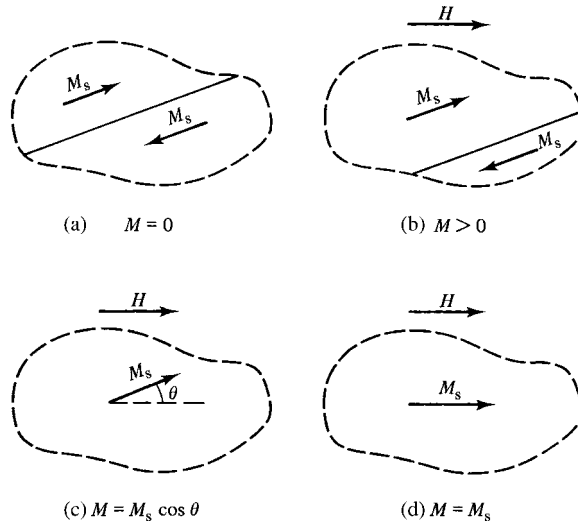 H
M_s
M_s
M_s
M_s
(a) M = 0
(b) M > 0
H
H
M_s
θ
M_s
(c) M = M_s cos θ
(d) M = M_s